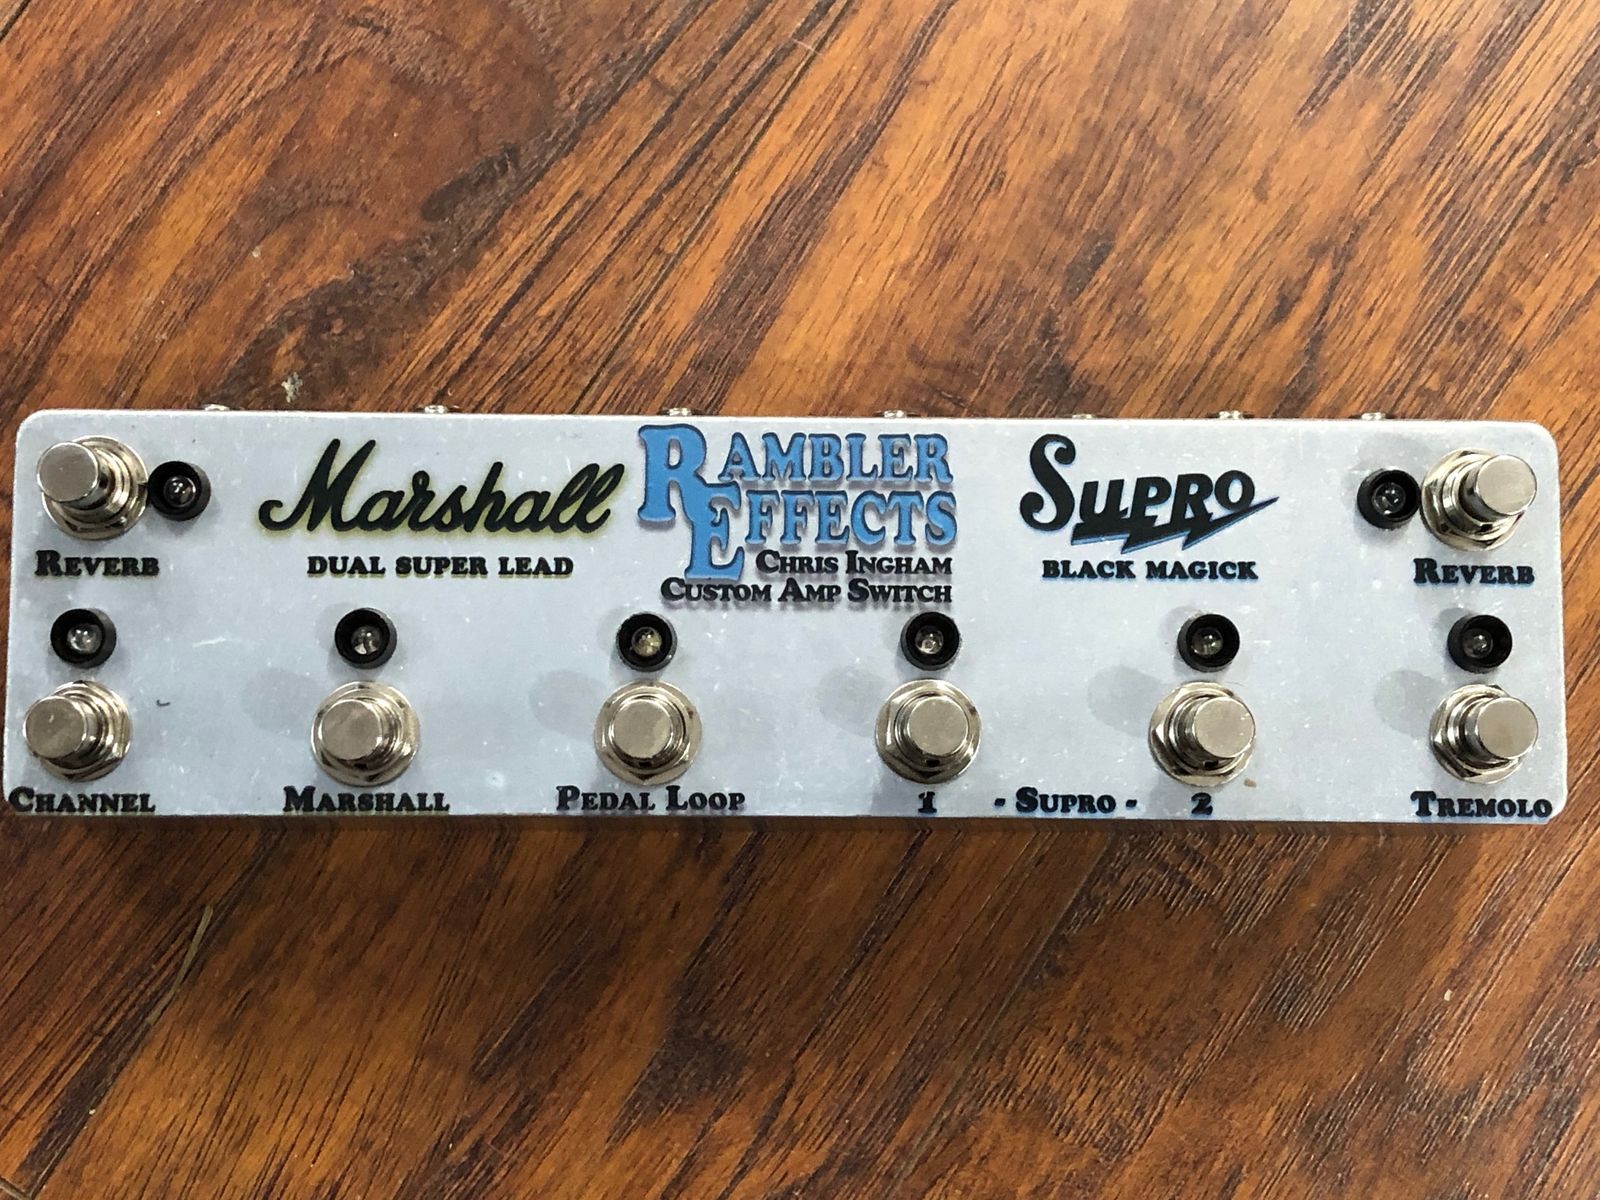 Marshall
DUAL SUPER LEAD
RAMBLER
EFFECTS
CHRIS INGHAM
CUSTOM AMP SWITCH
SUPRO
BLACK MAGICK
REVERB
REVERB
CHANNEL
MARSHALL
PEDAL LOOP
1 - SUPRO - 2
TREMOLO